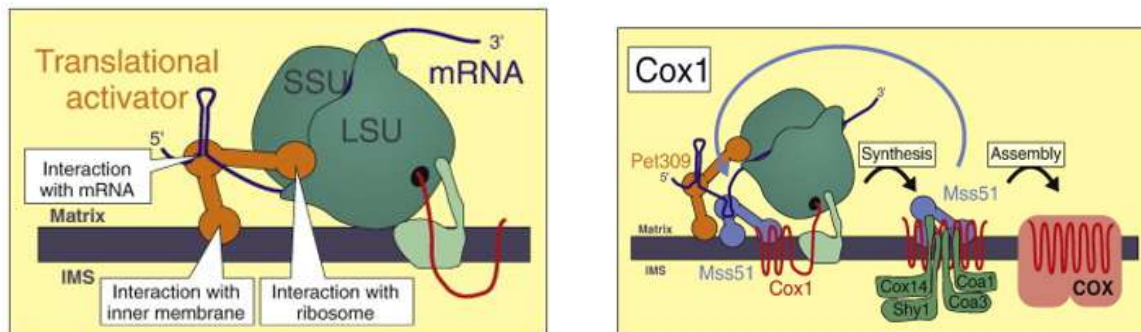 Translational
activator
SSU
LSU
3'
mRNA
5'
Interaction
with mRNA
Matrix
IMS
Interaction with
inner membrane
Interaction with
ribosome
Cox1
3'
Pet309
5'
Synthesis
Assembly
Mss51
Matrix
IMS
Mss51
Cox1
Cox14
Shy1
Coa1
Coa3
COX